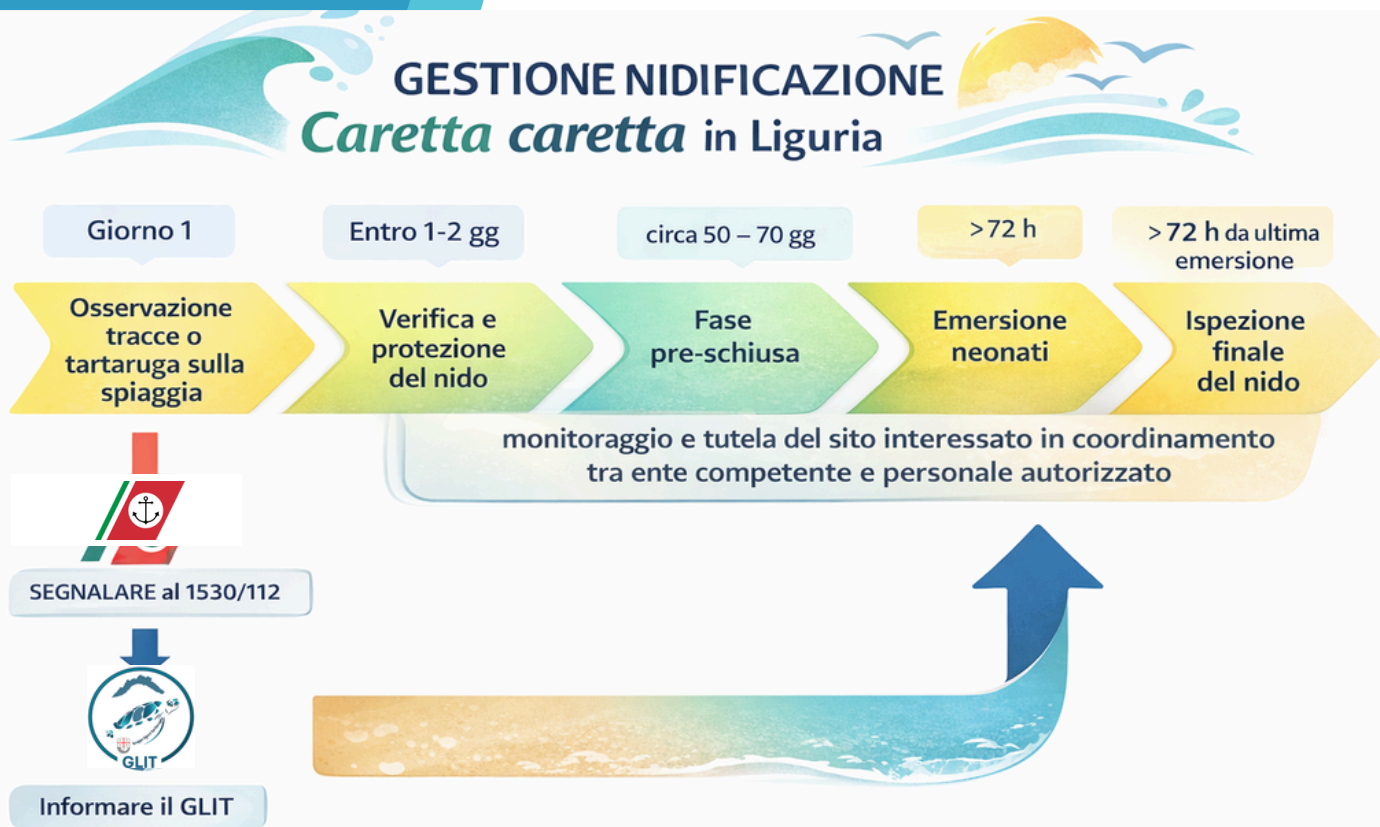 GESTIONE NIDIFICAZIONE
Caretta caretta in Liguria
Giorno 1
Entro 1-2 gg
circa 50 – 70 gg
>72 h
> 72 h da ultima
emersione
Osservazione
tracce o
tartaruga sulla
spiaggia
Verifica e
protezione
del nido
Fase
pre-schiusa
Emersione
neonati
Ispezione
finale
del nido
monitoraggio e tutela del sito interessato in coordinamento
tra ente competente e personale autorizzato
SEGNALARE al 1530/112
GLIT
Informare il GLIT